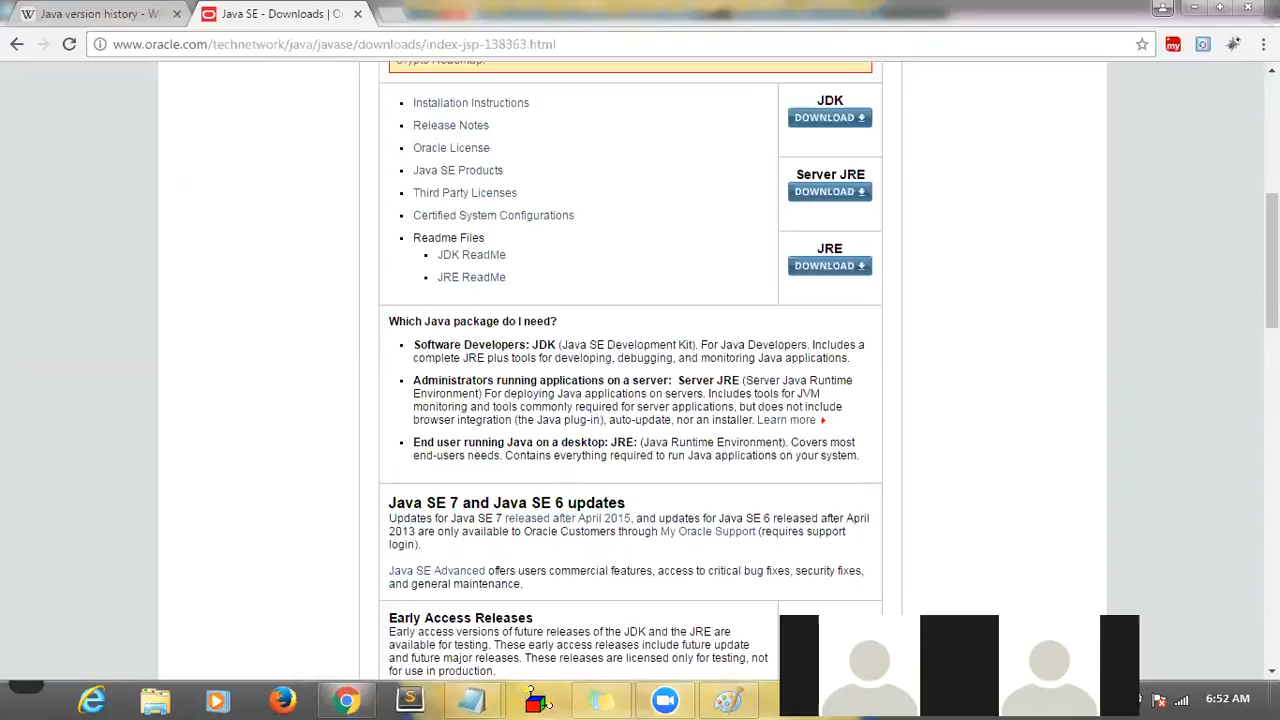 Java version history -
Java SE - Downloads | O
www.oracle.com/technetwork/java/javase/downloads/index-jsp-138363.html
my
Crypto Roadmap.
Installation Instructions
Release Notes
Oracle License
Java SE Products
Third Party Licenses
Certified System Configurations
Readme Files
JDK ReadMe
JRE ReadMe
JDK
DOWNLOAD
Server JRE
DOWNLOAD
JRE
DOWNLOAD
Which Java package do I need?
Software Developers: JDK (Java SE Development Kit). For Java Developers. Includes a
complete JRE plus tools for developing, debugging, and monitoring Java applications.
Administrators running applications on a server: Server JRE (Server Java Runtime
Environment) For deploying Java applications on servers. Includes tools for JVM
monitoring and tools commonly required for server applications, but does not include
browser integration (the Java plug-in), auto-update, nor an installer. Learn more
End user running Java on a desktop: JRE: (Java Runtime Environment). Covers most
end-users needs. Contains everything required to run Java applications on your system.
Java SE 7 and Java SE 6 updates
Updates for Java SE 7 released after April 2015, and updates for Java SE 6 released after April
2013 are only available to Oracle Customers through My Oracle Support (requires support
login).
Java SE Advanced offers users commercial features, access to critical bug fixes, security fixes,
and general maintenance.
Early Access Releases
Early access versions of future releases of the JDK and the JRE are
available for testing. These early access releases include future update
and future major releases. These releases are licensed only for testing, not
for use in production.
6:52 AM